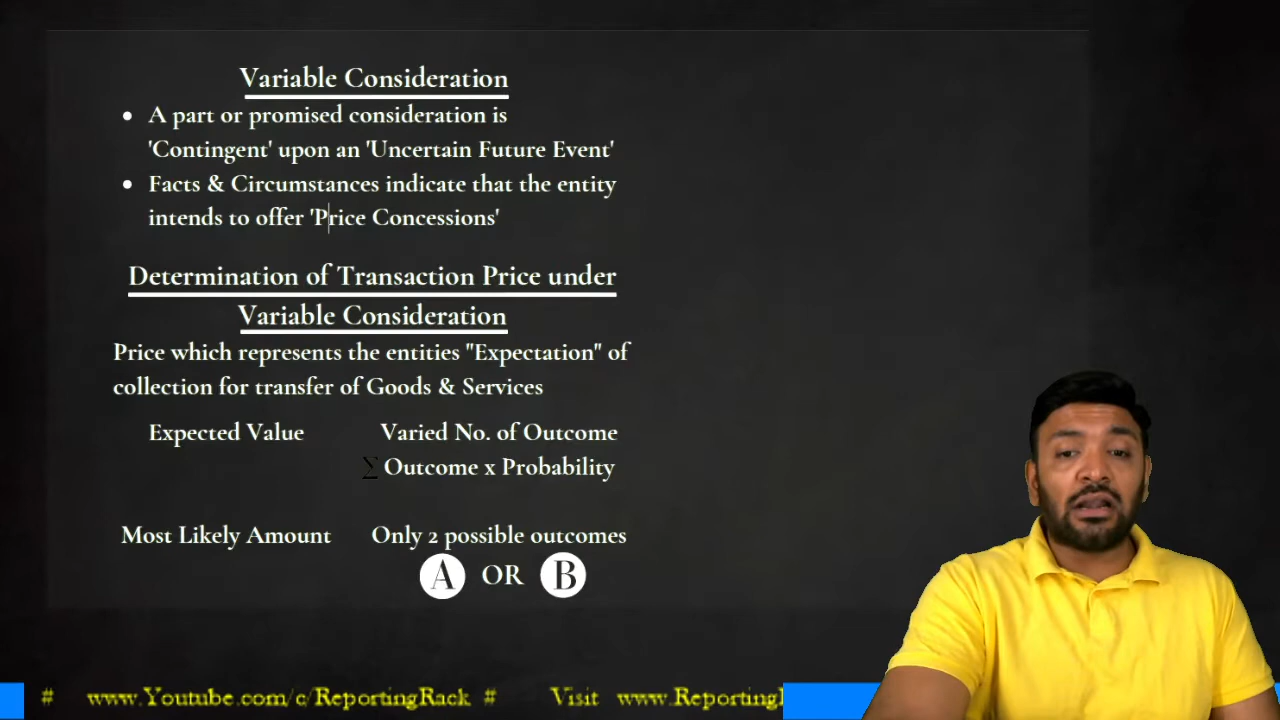 Variable Consideration
• A part or promised consideration is
'Contingent' upon an 'Uncertain Future Event'
• Facts & Circumstances indicate that the entity
intends to offer 'Price Concessions'
Determination of Transaction Price under
Variable Consideration
Price which represents the entities "Expectation" of
collection for transfer of Goods & Services
Expected Value Varied No. of Outcome
∑ Outcome x Probability
Most Likely Amount Only 2 possible outcomes
A OR B
# www.Youtube.com/c/ReportingRack # Visit www.Reporting